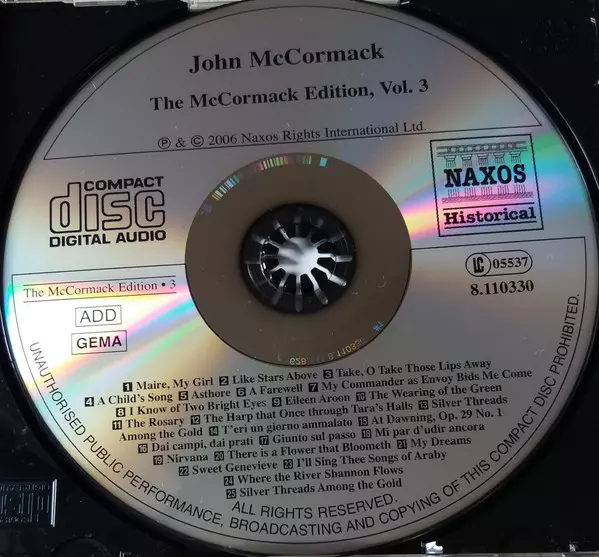 John McCormack
The McCormack Edition, Vol. 3
Ⓟ & © 2006 Naxos Rights International Ltd.
COMPACT
disc
DIGITAL AUDIO
NAXOS
Historical
LC 05537
8.110330
The McCormack Edition • 3
ADD
GEMA
1 Maire, My Girl 2 Like Stars Above 3 Take, O Take Those Lips Away
4 A Child's Song 5 Asthore 6 A Farewell 7 My Commander as Envoy Bids Me Come
8 I Know of Two Bright Eyes 9 Eileen Aroon 10 The Wearing of the Green
11 The Rosary 12 The Harp that Once through Tara's Halls 13 Silver Threads
Among the Gold 14 T'eri un giorno ammalato 15 At Dawning, Op. 29 No. 1
16 Dai campi, dai prati 17 Giunto sul passo 18 Mi par d'udir ancora
19 Nirvana 20 There is a Flower that Bloometh 21 My Dreams
22 Sweet Genevieve 23 I'll Sing Thee Songs of Araby
24 Where the River Shannon Flows
25 Silver Threads Among the Gold
ALL RIGHTS RESERVED.
UNAUTHORISED PUBLIC PERFORMANCE, BROADCASTING AND COPYING OF THIS COMPACT DISC PROHIBITED.